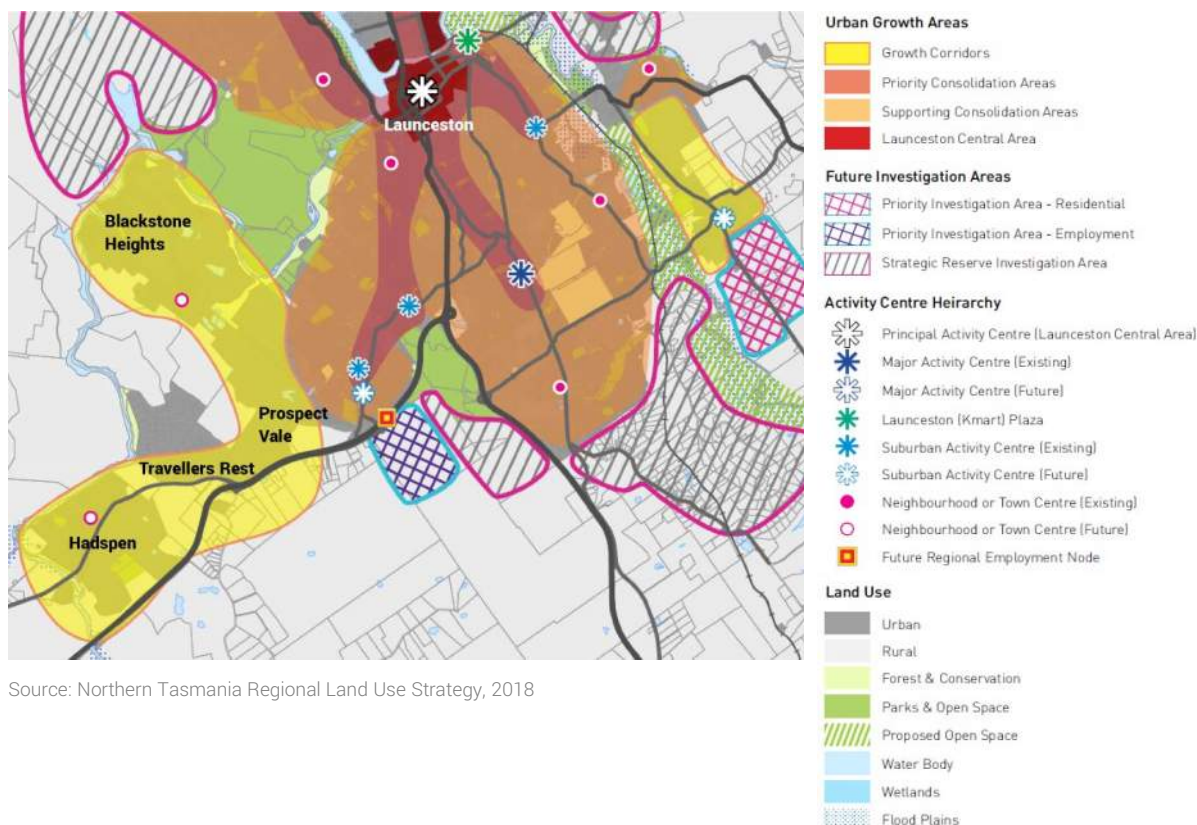 Launceston
Blackstone
Heights
Prospect
Vale
Travellers Rest
Hadspen
Source: Northern Tasmania Regional Land Use Strategy, 2018
Urban Growth Areas
Growth Corridors
Priority Consolidation Areas
Supporting Consolidation Areas
Launceston Central Area
Future Investigation Areas
Priority Investigation Area - Residential
Priority Investigation Area - Employment
Strategic Reserve Investigation Area
Activity Centre Heirarchy
Principal Activity Centre (Launceston Central Area)
Major Activity Centre (Existing)
Major Activity Centre (Future)
Launceston (Kmart) Plaza
Suburban Activity Centre (Existing)
Suburban Activity Centre (Future)
Neighbourhood or Town Centre (Existing)
Neighbourhood or Town Centre (Future)
Future Regional Employment Node
Land Use
Urban
Rural
Forest & Conservation
Parks & Open Space
Proposed Open Space
Water Body
Wetlands
Flood Plains